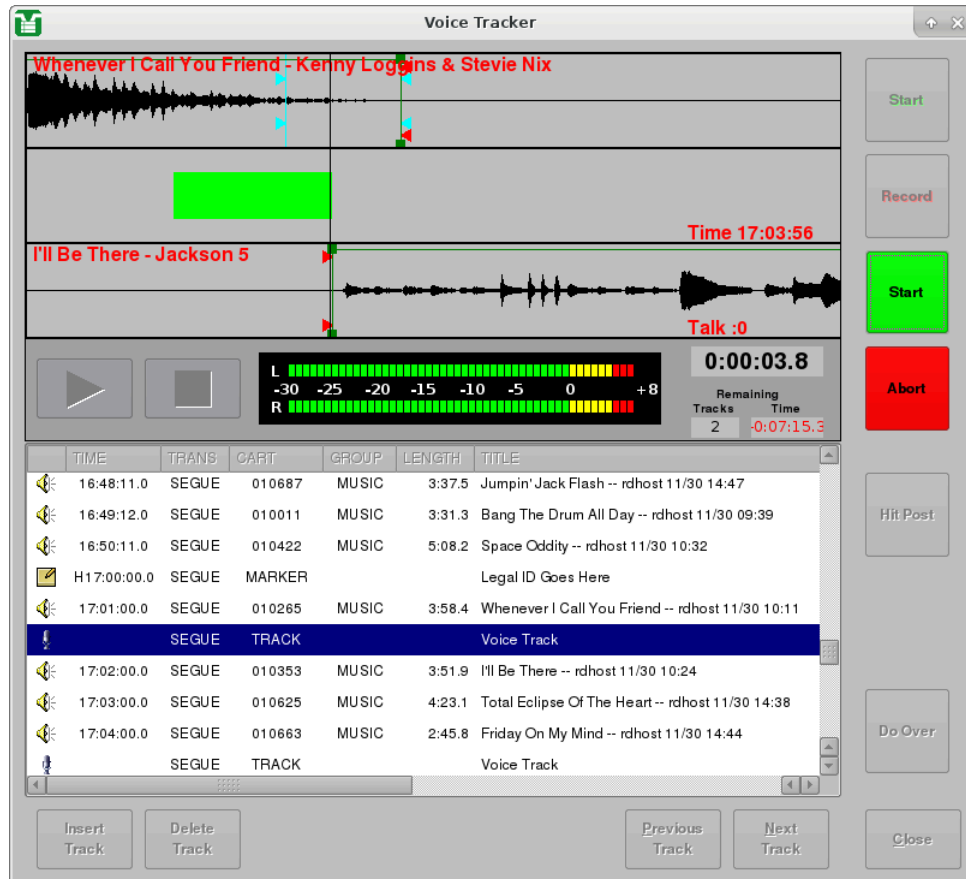 Voice Tracker
Whenever I Call You Friend - Kenny Loggins & Stevie Nix
Start
Record
Time 17:03:56
I'll Be There - Jackson 5
Start
Talk :0
L
-30 -25 -20 -15 -10 -5 0 +8
R
0:00:03.8
Remaining
Tracks Time
2 -0:07:15.3
Abort
TIME TRANS CART GROUP LENGTH TITLE
16:48:11.0 SEGUE 010687 MUSIC 3:37.5 Jumpin' Jack Flash -- rdhost 11/30 14:47
16:49:12.0 SEGUE 010011 MUSIC 3:31.3 Bang The Drum All Day -- rdhost 11/30 09:39
16:50:11.0 SEGUE 010422 MUSIC 5:08.2 Space Oddity -- rdhost 11/30 10:32
H17:00:00.0 SEGUE MARKER Legal ID Goes Here
17:01:00.0 SEGUE 010265 MUSIC 3:58.4 Whenever I Call You Friend -- rdhost 11/30 10:11
SEGUE TRACK Voice Track
17:02:00.0 SEGUE 010353 MUSIC 3:51.9 I'll Be There -- rdhost 11/30 10:24
17:03:00.0 SEGUE 010625 MUSIC 4:23.1 Total Eclipse Of The Heart -- rdhost 11/30 14:38
17:04:00.0 SEGUE 010663 MUSIC 2:45.8 Friday On My Mind -- rdhost 11/30 14:44
SEGUE TRACK Voice Track
Hit Post
Do Over
Insert
Track
Delete
Track
Previous
Track
Next
Track
Close